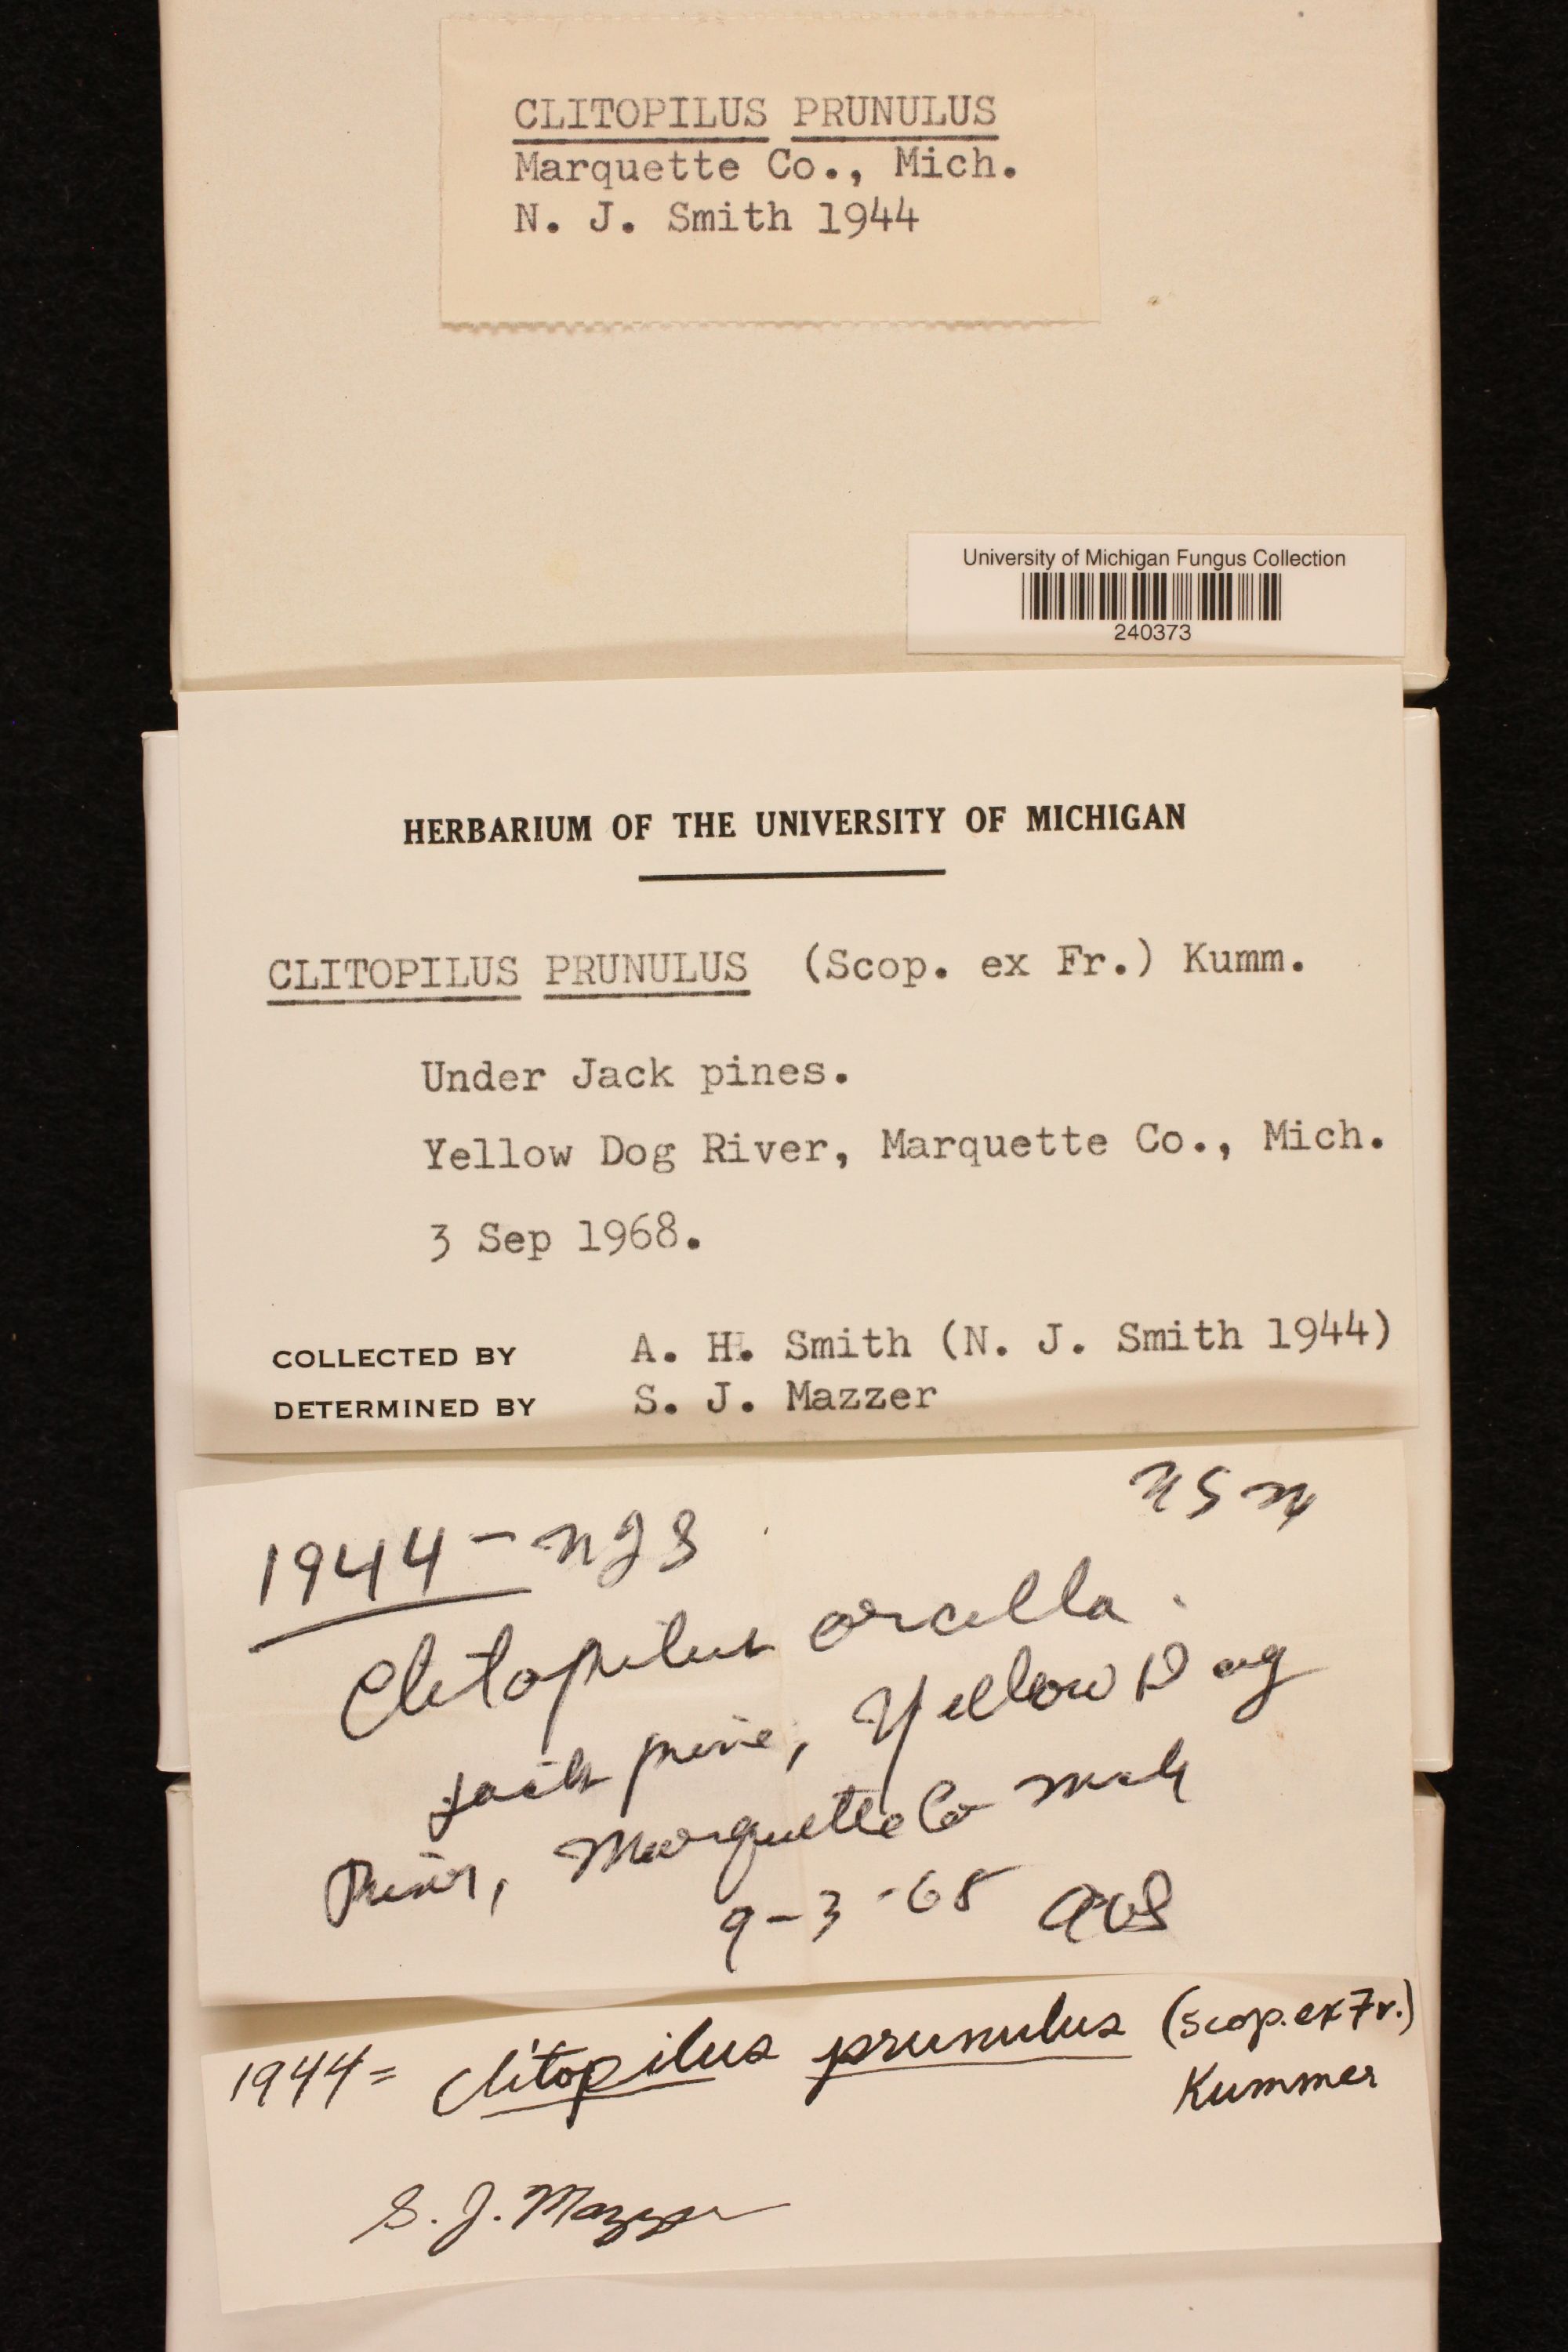 CLITOPILUS PRUNULUS
Marquette Co., Mich.
N. J. Smith 1944
University of Michigan Fungus Collection
240373
HERBARIUM OF THE UNIVERSITY OF MICHIGAN
CLITOPILUS PRUNULUS (Scop. ex Fr.) Kumm.
Under Jack pines.
Yellow Dog River, Marquette Co., Mich.
3 Sep 1968.
COLLECTED BY A. H. Smith (N. J. Smith 1944)
DETERMINED BY S. J. Mazzer
1944 - NJS
Clitopilus orcella.
Jack pine, Yellow Dog
River, Marquette Co Mich
9-3-68 AHS
1944 = Clitopilus prunulus (Scop. ex Fr.)
Kummer
S. J. Mazzer